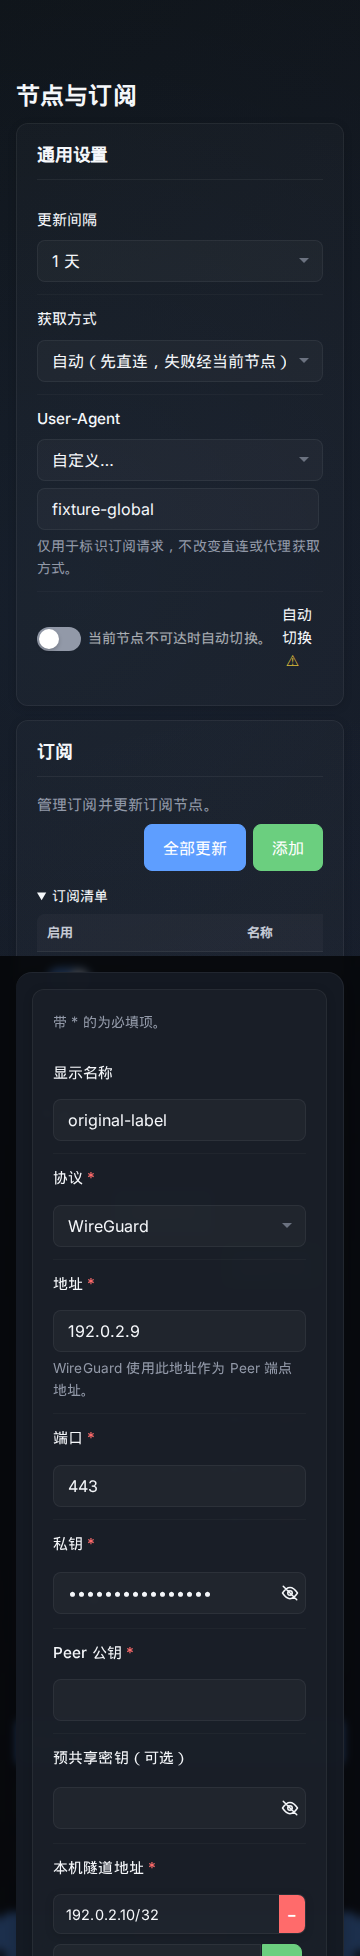 节点与订阅
通用设置
更新间隔
1 天
获取方式
自动（先直连，失败经当前节点）
User-Agent
自定义...
fixture-global
仅用于标识订阅请求，不改变直连或代理获取
方式。
当前节点不可达时自动切换。
自动
切换
⚠
订阅
管理订阅并更新订阅节点。
全部更新 添加
▼ 订阅清单
启用 名称
带 * 的为必填项。
显示名称
original-label
协议 *
WireGuard
地址 *
192.0.2.9
WireGuard 使用此地址作为 Peer 端点
地址。
端口 *
443
私钥 *
••••••••••••••••
Peer 公钥 *
预共享密钥（可选）
本机隧道地址 *
192.0.2.10/32 −